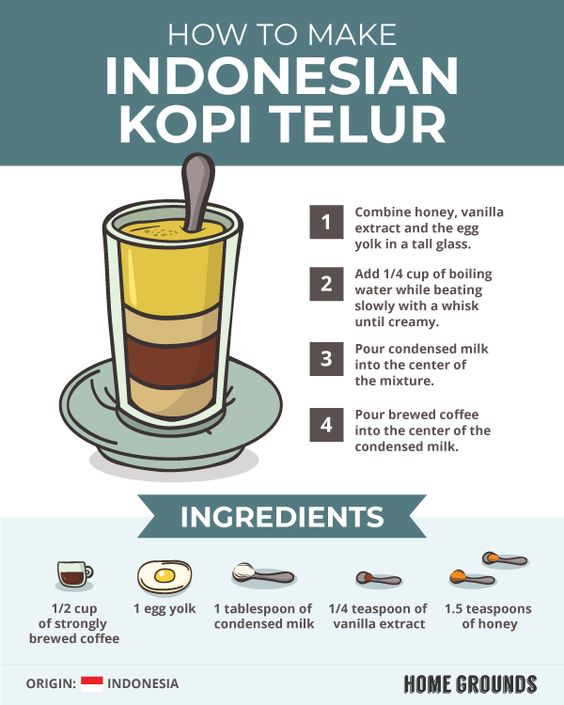 HOW TO MAKE
INDONESIAN
KOPI TELUR
1
Combine honey, vanilla
extract and the egg
yolk in a tall glass.
2
Add 1/4 cup of boiling
water while beating
slowly with a whisk
until creamy.
3
Pour condensed milk
into the center of
the mixture.
4
Pour brewed coffee
into the center of the
condensed milk.
INGREDIENTS
1/2 cup
of strongly
brewed coffee
1 egg yolk
1 tablespoon of
condensed milk
1/4 teaspoon of
vanilla extract
1.5 teaspoons
of honey
ORIGIN: INDONESIA
HOME GROUNDS